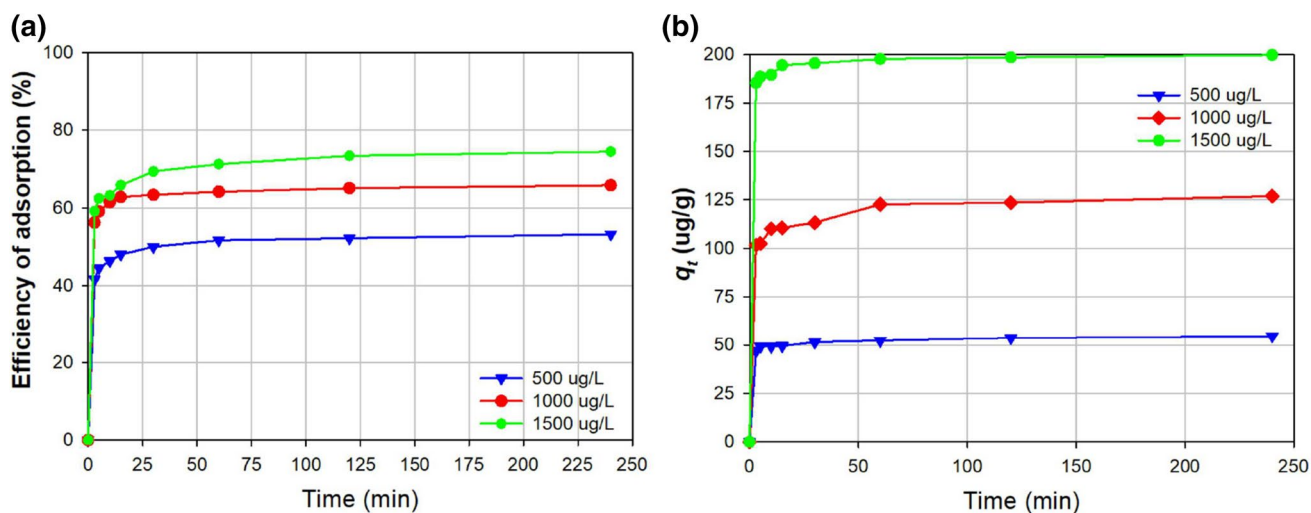 (a)
Efficiency of adsorption (%)
100
80
60
40
20
0
500 ug/L
1000 ug/L
1500 ug/L
0 25 50 75 100 125 150 175 200 225 250
Time (min)
(b)
qt (ug/g)
200
175
150
125
100
75
50
25
0
500 ug/L
1000 ug/L
1500 ug/L
0 50 100 150 200 250
Time (min)